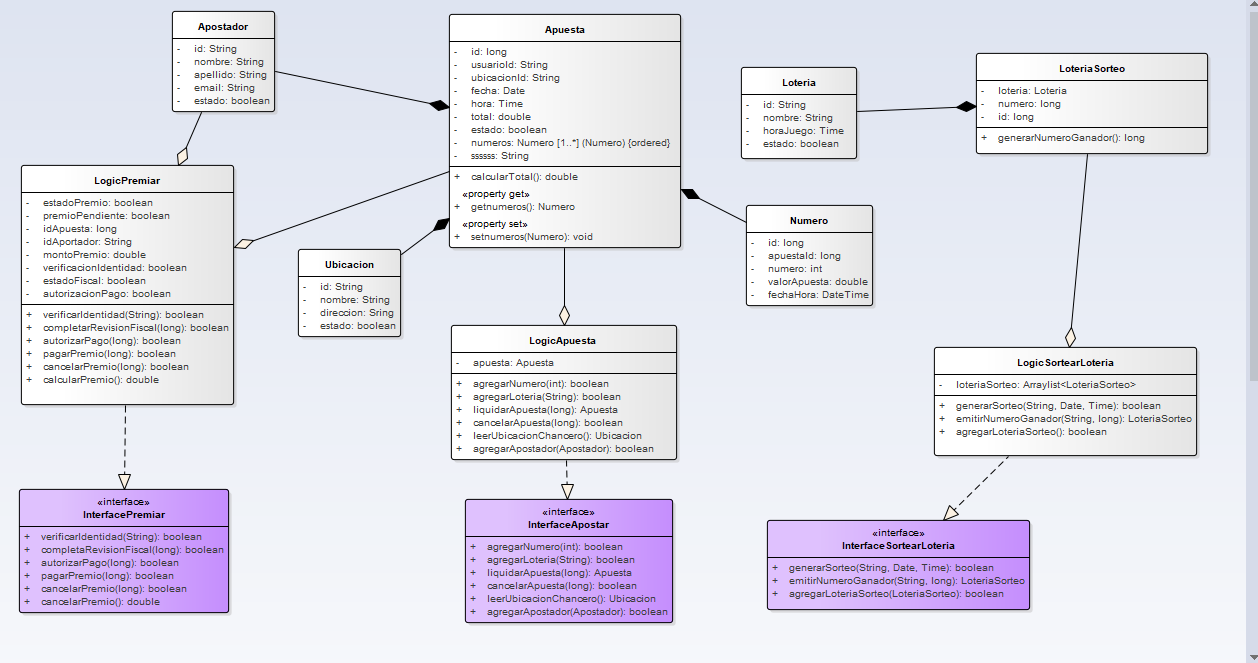 Apostador
- id: String
- nombre: String
- apellido: String
- email: String
- estado: boolean
Apuesta
- id: long
- usuarioId: String
- ubicacionId: String
- fecha: Date
- hora: Time
- total: double
- estado: boolean
- numeros: Numero [1..*] (Numero) {ordered}
- ssssss: String
+ calcularTotal(): double
«property get»
+ getnumeros(): Numero
«property set»
+ setnumeros(Numero): void
Loteria
- id: String
- nombre: String
- horaJuego: Time
- estado: boolean
LoteriaSorteo
- loteria: Loteria
- numero: long
- id: long
+ generarNumeroGanador(): long
LogicPremiar
- estadoPremio: boolean
- premioPendiente: boolean
- idApuesta: long
- idAportador: String
- montoPremio: double
- verificacionIdentidad: boolean
- estadoFiscal: boolean
- autorizacionPago: boolean
+ verificarIdentidad(String): boolean
+ completarRevisionFiscal(long): boolean
+ autorizarPago(long): boolean
+ pagarPremio(long): boolean
+ cancelarPremio(long): boolean
+ calcularPremio(): double
Ubicacion
- id: String
- nombre: String
- direccion: Sring
- estado: boolean
Numero
- id: long
- apuestaId: long
- numero: int
- valorApuesta: double
- fechaHora: DateTime
LogicApuesta
- apuesta: Apuesta
+ agregarNumero(int): boolean
+ agregarLoteria(String): boolean
+ liquidarApuesta(long): Apuesta
+ cancelarApuesta(long): boolean
+ leerUbicacionChancero(): Ubicacion
+ agregarApostador(Apostador): boolean
LogicSortearLoteria
- loteriaSorteo: Arraylist<LoteriaSorteo>
+ generarSorteo(String, Date, Time): boolean
+ emitirNumeroGanador(String, long): LoteriaSorteo
+ agregarLoteriaSorteo(): boolean
«interface»
InterfacePremiar
+ verificarIdentidad(String): boolean
+ completaRevisionFiscal(long): boolean
+ autorizarPago(long): boolean
+ pagarPremio(long): boolean
+ cancelarPremio(long): boolean
+ cancelarPremio(): double
«interface»
InterfaceApostar
+ agregarNumero(int): boolean
+ agregarLoteria(String): boolean
+ liquidarApuesta(long): Apuesta
+ cancelarApuesta(long): boolean
+ leerUbicacionChancero(): Ubicacion
+ agregarApostador(Apostador): boolean
«interface»
InterfaceSortearLoteria
+ generarSorteo(String, Date, Time): boolean
+ emitirNumeroGanador(String, long): LoteriaSorteo
+ agregarLoteriaSorteo(LoteriaSorteo): boolean